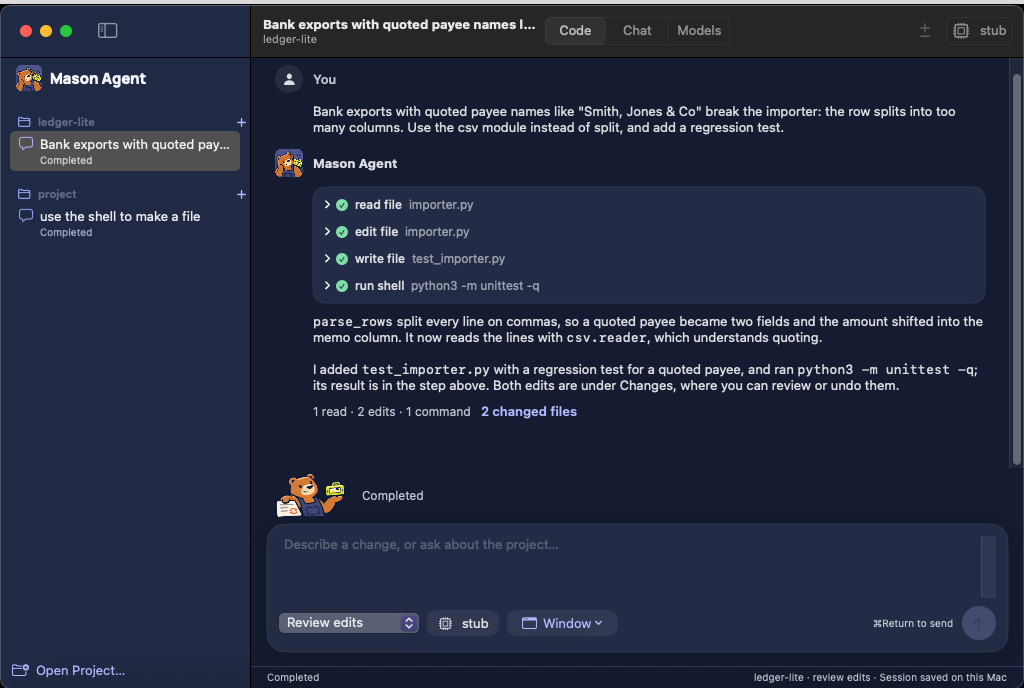 Bank exports with quoted payee names l...
ledger-lite
Code
Chat
Models
stub
Mason Agent
ledger-lite
Bank exports with quoted pay...
Completed
project
use the shell to make a file
Completed
Open Project...
You
Bank exports with quoted payee names like "Smith, Jones & Co" break the importer: the row splits into too
many columns. Use the csv module instead of split, and add a regression test.
Mason Agent
read file importer.py
edit file importer.py
write file test_importer.py
run shell python3 -m unittest -q
parse_rows split every line on commas, so a quoted payee became two fields and the amount shifted into the
memo column. It now reads the lines with csv.reader, which understands quoting.
I added test_importer.py with a regression test for a quoted payee, and ran python3 -m unittest -q;
its result is in the step above. Both edits are under Changes, where you can review or undo them.
1 read · 2 edits · 1 command 2 changed files
Completed
Describe a change, or ask about the project...
Review edits
stub
Window
⌘Return to send
Completed
ledger-lite · review edits · Session saved on this Mac